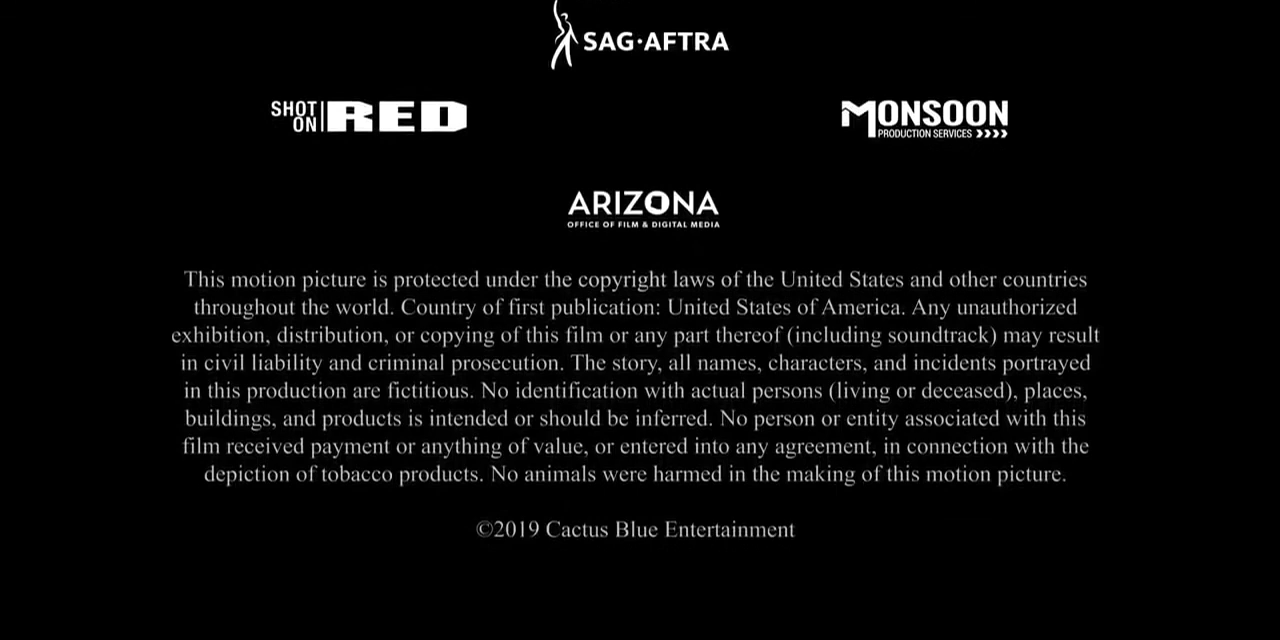 SAG·AFTRA
SHOT ON RED
MONSOON
PRODUCTION SERVICES
ARIZONA
OFFICE OF FILM & DIGITAL MEDIA
This motion picture is protected under the copyright laws of the United States and other countries
throughout the world. Country of first publication: United States of America. Any unauthorized
exhibition, distribution, or copying of this film or any part thereof (including soundtrack) may result
in civil liability and criminal prosecution. The story, all names, characters, and incidents portrayed
in this production are fictitious. No identification with actual persons (living or deceased), places,
buildings, and products is intended or should be inferred. No person or entity associated with this
film received payment or anything of value, or entered into any agreement, in connection with the
depiction of tobacco products. No animals were harmed in the making of this motion picture.
©2019 Cactus Blue Entertainment